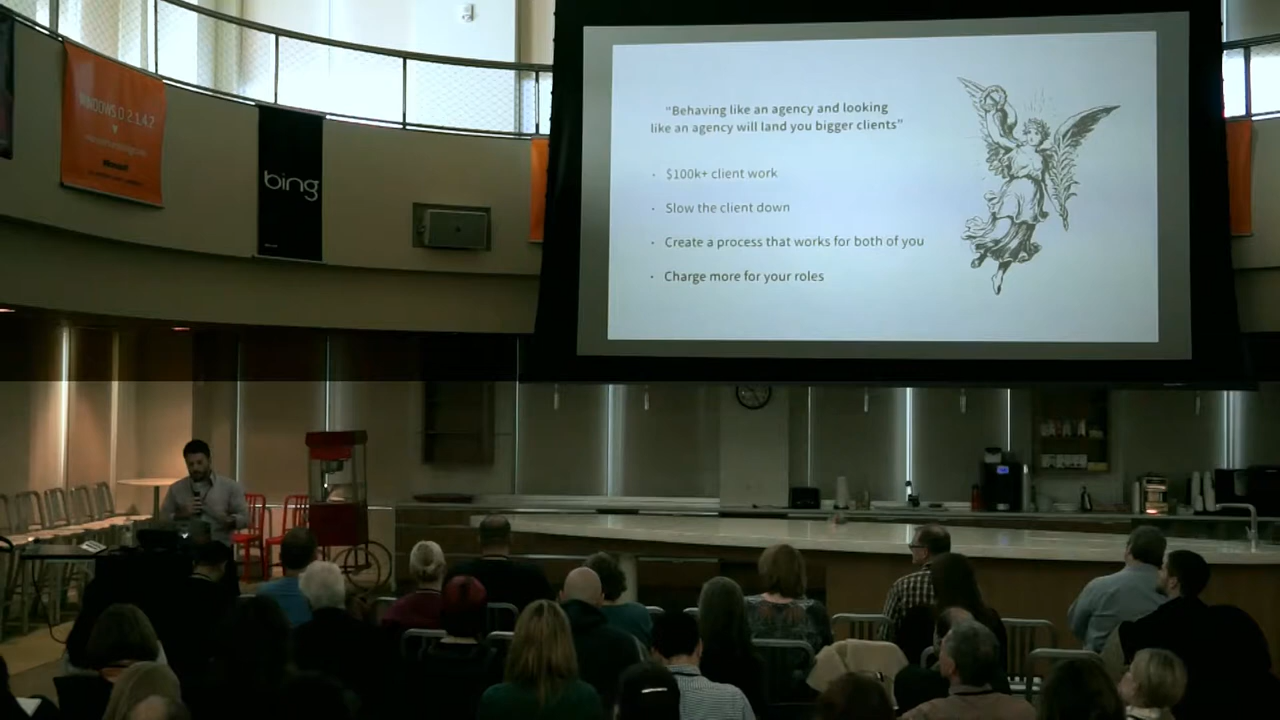 bing
“Behaving like an agency and looking
like an agency will land you bigger clients”
· $100k+ client work
· Slow the client down
· Create a process that works for both of you
· Charge more for your roles